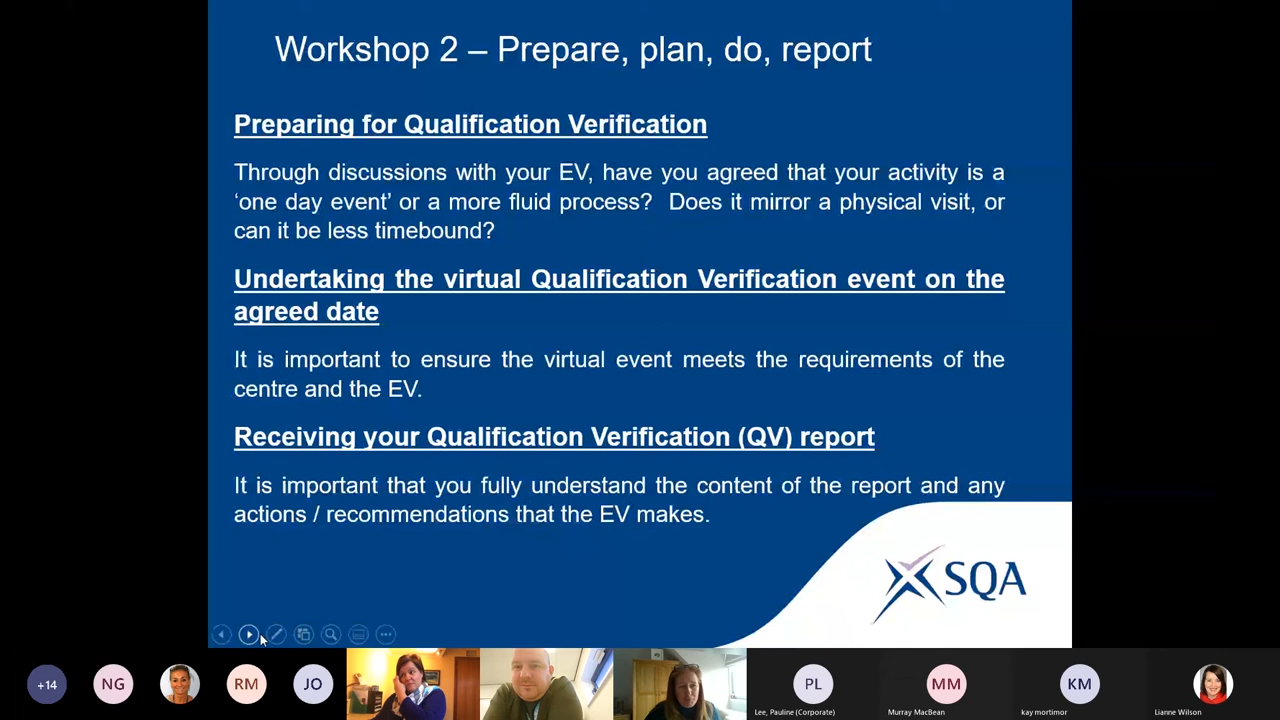 Workshop 2 – Prepare, plan, do, report
Preparing for Qualification Verification
Through discussions with your EV, have you agreed that your activity is a
‘one day event’ or a more fluid process? Does it mirror a physical visit, or
can it be less timebound?
Undertaking the virtual Qualification Verification event on the
agreed date
It is important to ensure the virtual event meets the requirements of the
centre and the EV.
Receiving your Qualification Verification (QV) report
It is important that you fully understand the content of the report and any
actions / recommendations that the EV makes.
SQA
+14
NG
RM
JO
PL
MM
KM
Lee, Pauline (Corporate)
Murray MacBean
kay mortimor
Lianne Wilson